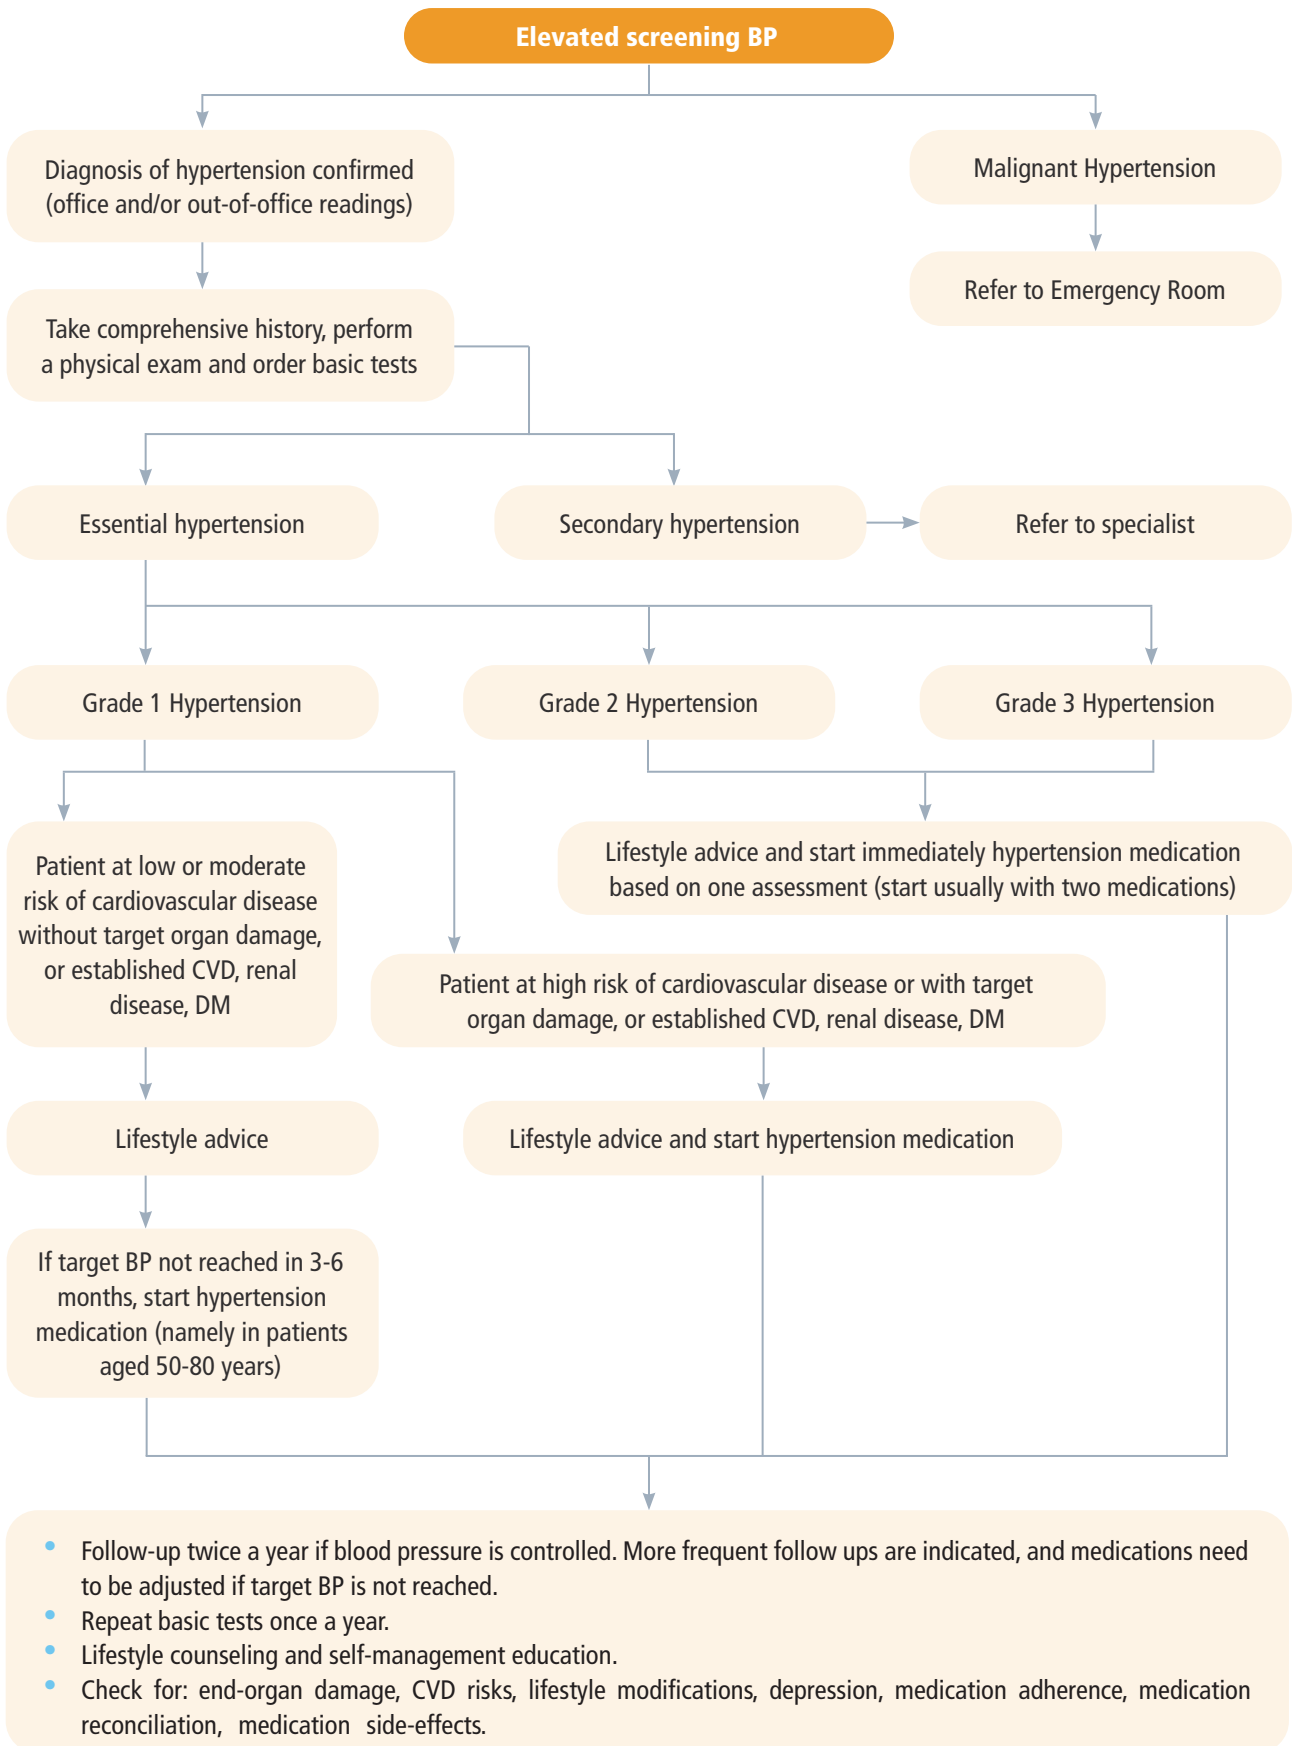 Elevated screening BP
Diagnosis of hypertension confirmed
(office and/or out-of-office readings)
Malignant Hypertension
Refer to Emergency Room
Take comprehensive history, perform
a physical exam and order basic tests
Essential hypertension
Secondary hypertension
Refer to specialist
Grade 1 Hypertension
Grade 2 Hypertension
Grade 3 Hypertension
Patient at low or moderate
risk of cardiovascular disease
without target organ damage,
or established CVD, renal
disease, DM
Lifestyle advice and start immediately hypertension medication
based on one assessment (start usually with two medications)
Patient at high risk of cardiovascular disease or with target
organ damage, or established CVD, renal disease, DM
Lifestyle advice
Lifestyle advice and start hypertension medication
If target BP not reached in 3-6
months, start hypertension
medication (namely in patients
aged 50-80 years)
• Follow-up twice a year if blood pressure is controlled. More frequent follow ups are indicated, and medications need
to be adjusted if target BP is not reached.
• Repeat basic tests once a year.
• Lifestyle counseling and self-management education.
• Check for: end-organ damage, CVD risks, lifestyle modifications, depression, medication adherence, medication
reconciliation, medication side-effects.